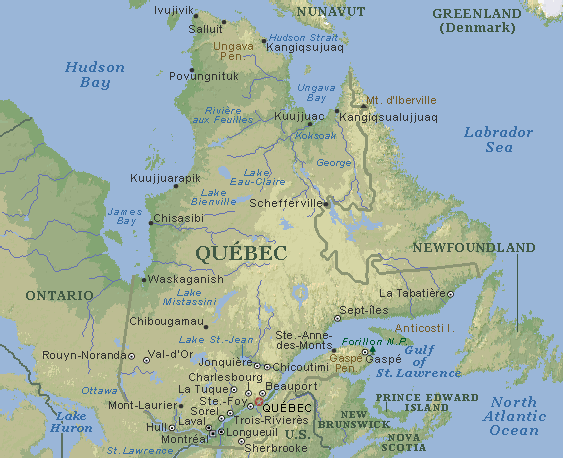 Ivujivik
NUNAVUT
GREENLAND
(Denmark)
Salluit
Hudson Strait
Ungava
Pen.
Kangiqsujuaq
Hudson
Bay
Povungnituk
Ungava
Bay
Mt. d'Iberville
Rivière
aux Feuilles
Kuujjuac
Kangiqsualujjuaq
Koksoak
Labrador
Sea
George
Kuujjuarapik
Lake
Eau-Claire
Lake
Bienville
Schefferville
James
Bay
Chisasibi
QUÉBEC
NEWFOUNDLAND
Waskaganish
ONTARIO
Lake
Mistassini
La Tabatière
Chibougamau
Sept-îles
Anticosti I.
Lake St.-Jean
Ste.-Anne-
des-Monts
Forillon N.P.
Rouyn-Noranda
Val-d'Or
Gaspe
Pen.
Gaspé
Gulf
of
St. Lawrence
Jonquière
Chicoutimi
Charlesbourg
Ottawa
La Tuque
Beauport
Mont-Laurier
Ste.-Foy
QUÉBEC
PRINCE EDWARD
ISLAND
North
Atlantic
Ocean
Lake
Huron
Sorel
Trois-Rivierès
NEW
BRUNSWICK
Hull
Laval
Longueuil
U.S.
NOVA
SCOTIA
Montréal
St. Lawrence
Sherbrooke